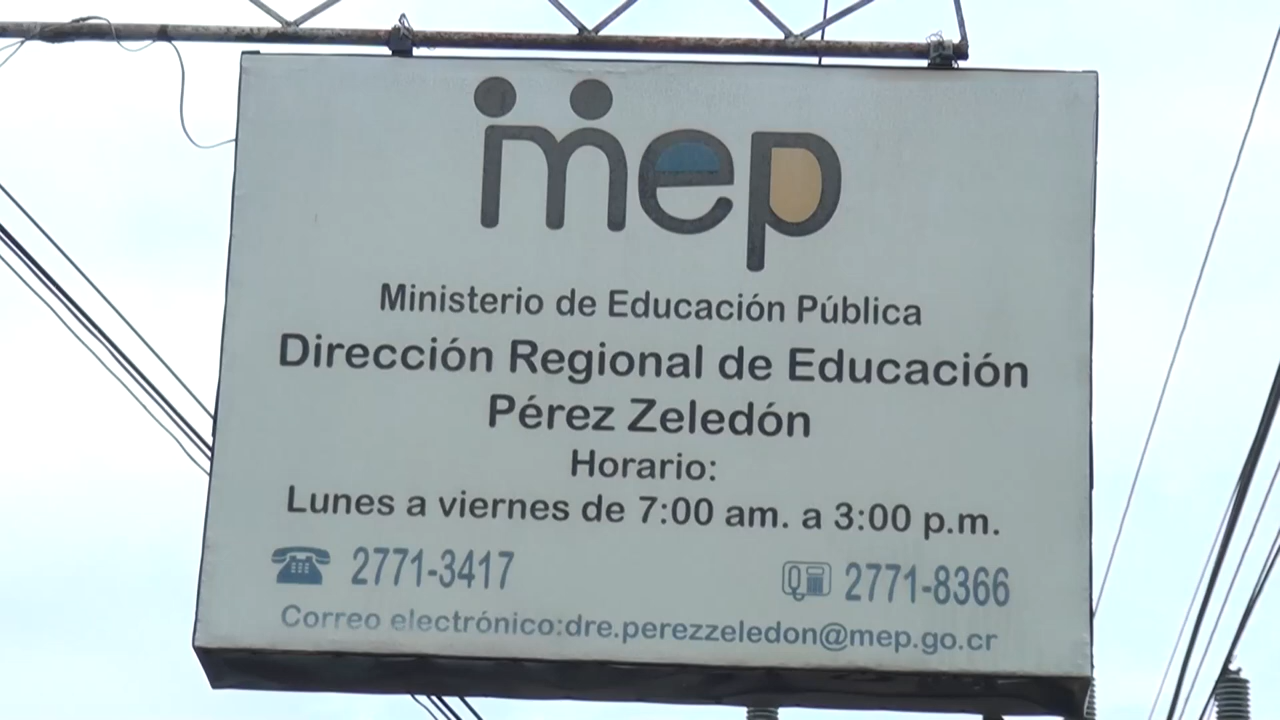 mep
Ministerio de Educación Pública
Dirección Regional de Educación
Pérez Zeledón
Horario:
Lunes a viernes de 7:00 am. a 3:00 p.m.
2771-3417 2771-8366
Correo electrónico:dre.perezzeledon@mep.go.cr